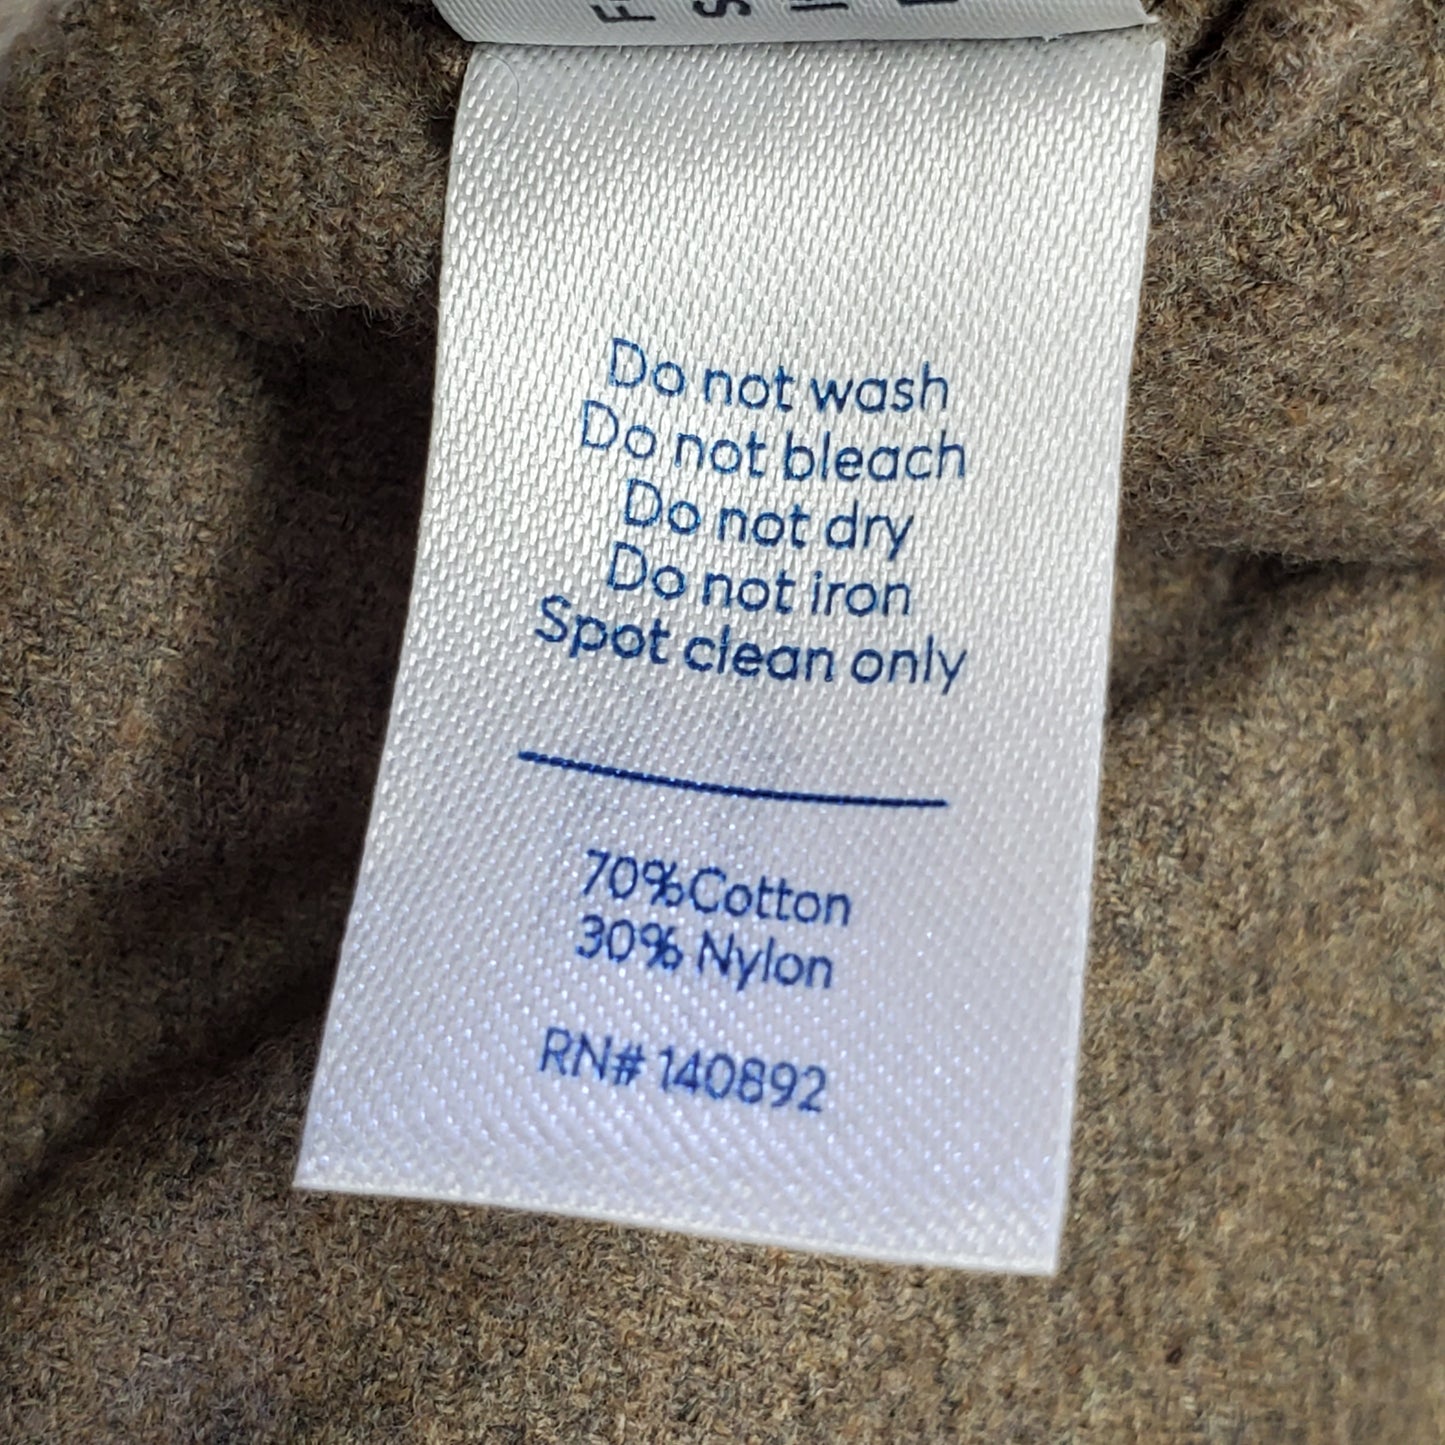 Do not wash
Do not bleach
Do not dry
Do not iron
Spot clean only
70%Cotton
30% Nylon
RN# 140892